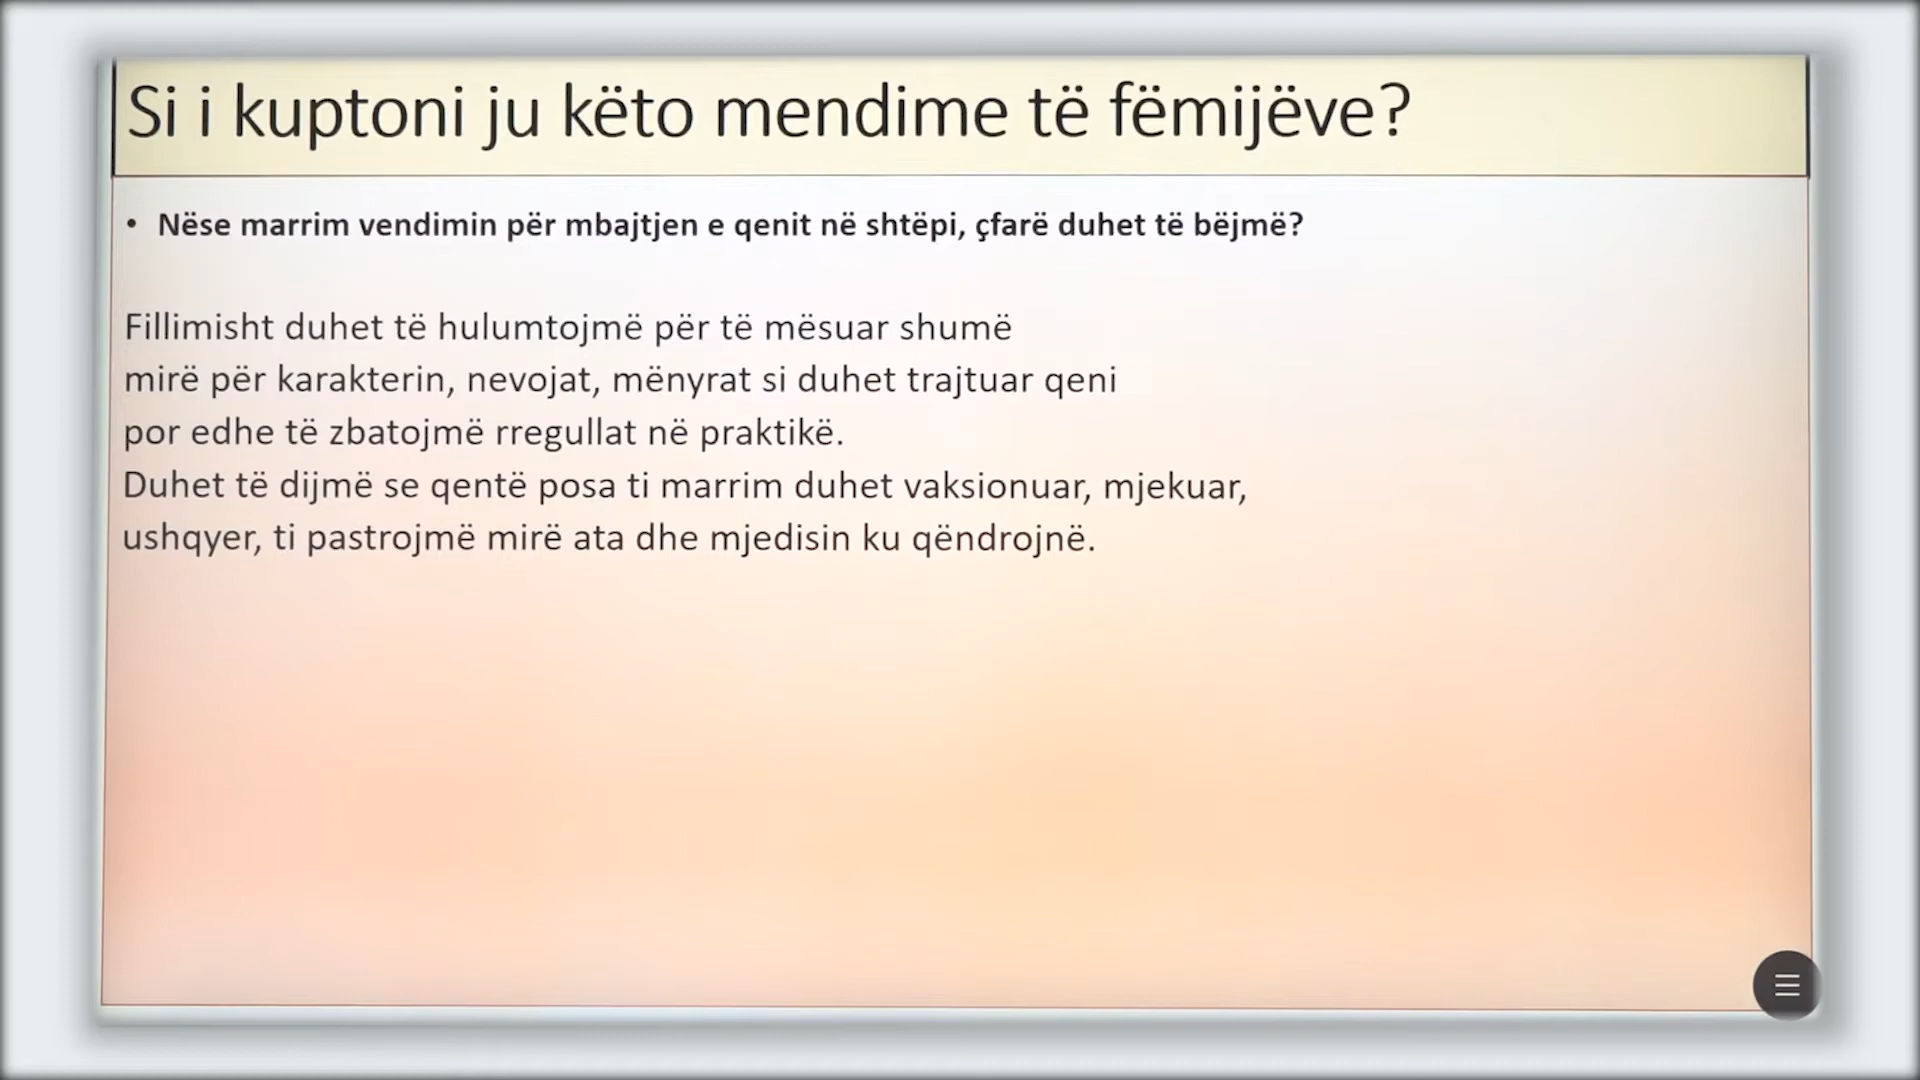 Si i kuptoni ju këto mendime të fëmijëve?
• Nëse marrim vendimin për mbajtjen e qenit në shtëpi, çfarë duhet të bëjmë?
Fillimisht duhet të hulumtojmë për të mësuar shumë
mirë për karakterin, nevojat, mënyrat si duhet trajtuar qeni
por edhe të zbatojmë rregullat në praktikë.
Duhet të dijmë se qentë posa ti marrim duhet vaksionuar, mjekuar,
ushqyer, ti pastrojmë mirë ata dhe mjedisin ku qëndrojnë.